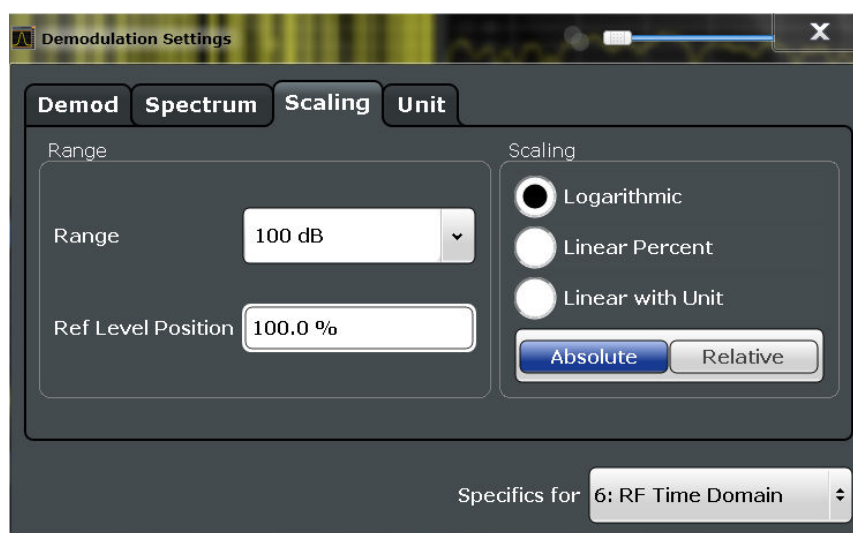 Demodulation Settings
X
Demod Spectrum Scaling Unit
Range
Range 100 dB
Ref Level Position 100.0 %
Scaling
Logarithmic
Linear Percent
Linear with Unit
Absolute Relative
Specifics for 6: RF Time Domain